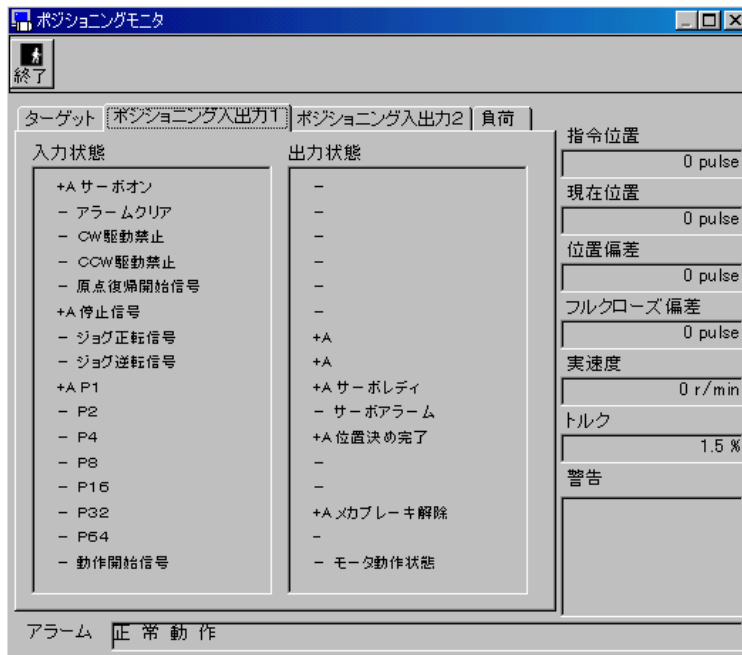 ポジショニングモニタ
終了
ターゲット ポジショニング入出力1 ポジショニング入出力2 負荷
入力状態
+A サーボオン
− アラームクリア
− CW駆動禁止
− CCW駆動禁止
− 原点復帰開始信号
+A 停止信号
− ジョグ正転信号
− ジョグ逆転信号
+A P1
− P2
− P4
− P8
− P16
− P32
− P64
− 動作開始信号
出力状態
−
−
−
−
−
−
+A
+A
+A サーボレディ
− サーボアラーム
+A 位置決め完了
−
−
+A メカブレーキ解除
−
− モータ動作状態
指令位置
0 pulse
現在位置
0 pulse
位置偏差
0 pulse
フルクローズ偏差
0 pulse
実速度
0 r/min
トルク
1.5 %
警告
アラーム 正常動作